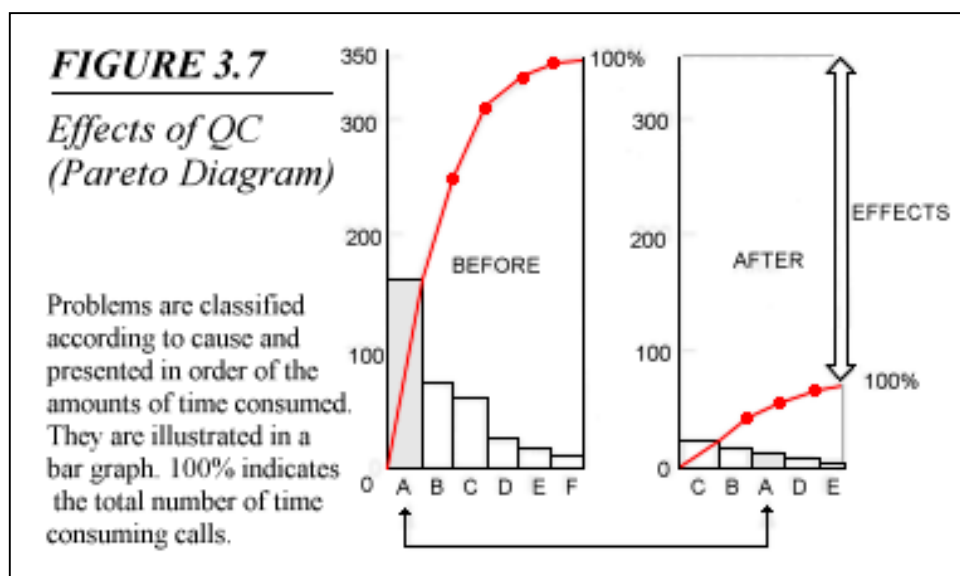 FIGURE 3.7
Effects of QC
(Pareto Diagram)
Problems are classified
according to cause and
presented in order of the
amounts of time consumed.
They are illustrated in a
bar graph. 100% indicates
the total number of time
consuming calls.
350
300
200
100
0
0
100%
BEFORE
A B C D E F
300
200
100
0
AFTER
EFFECTS
100%
C B A D E